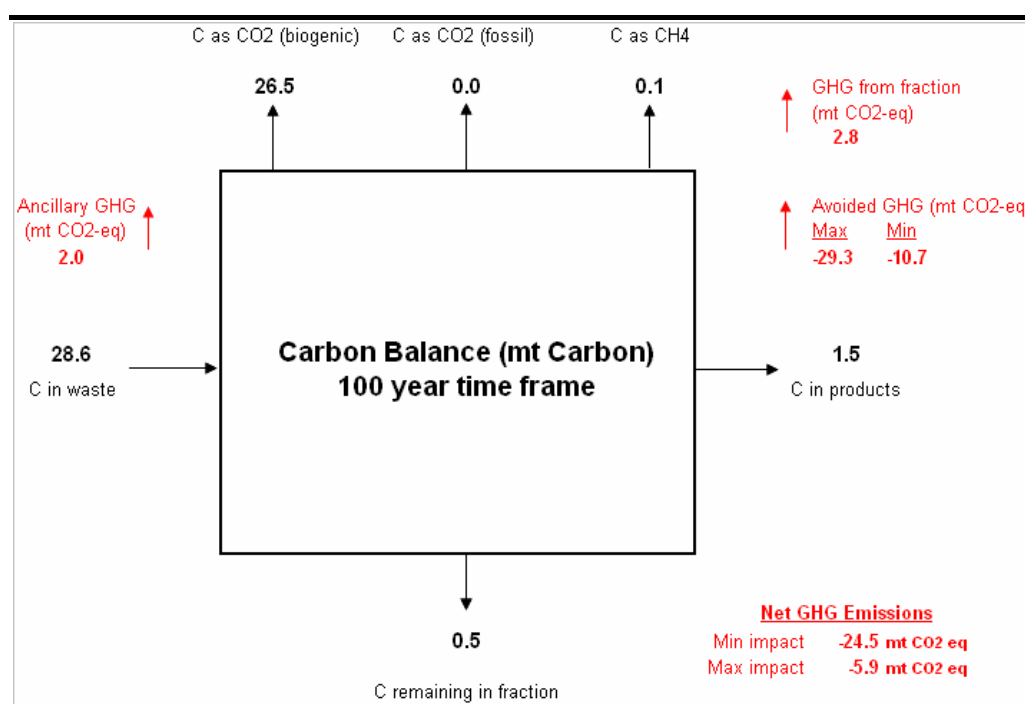 C as CO2 (biogenic) C as CO2 (fossil) C as CH4
26.5 0.0 0.1
GHG from fraction
(mt CO2-eq)
2.8
Ancillary GHG
(mt CO2-eq)
2.0
Avoided GHG (mt CO2-eq
Max Min
-29.3 -10.7
28.6
C in waste
Carbon Balance (mt Carbon)
100 year time frame
1.5
C in products
0.5
C remaining in fraction
Net GHG Emissions
Min impact -24.5 mt CO2 eq
Max impact -5.9 mt CO2 eq